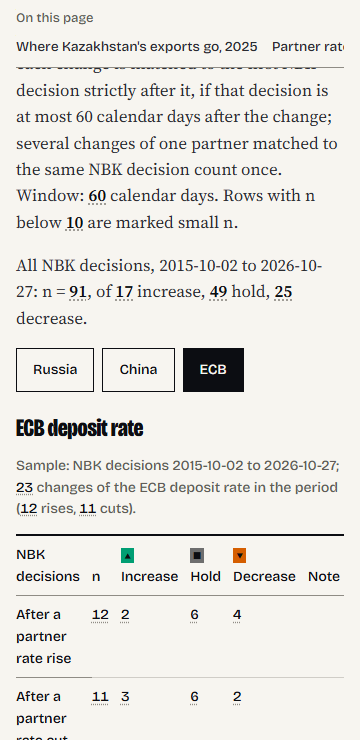 On this page
Where Kazakhstan's exports go, 2025 Partner rate
decision strictly after it, if that decision is
at most 60 calendar days after the change;
several changes of one partner matched to
the same NBK decision count once.
Window: 60 calendar days. Rows with n
below 10 are marked small n.
All NBK decisions, 2015-10-02 to 2026-10-
27: n = 91, of 17 increase, 49 hold, 25
decrease.
Russia China ECB
ECB deposit rate
Sample: NBK decisions 2015-10-02 to 2026-10-27;
23 changes of the ECB deposit rate in the period
(12 rises, 11 cuts).
NBK
decisions n ▲ Increase ■ Hold ▼ Decrease Note
After a 12 2 6 4
partner
rate rise
After a 11 3 6 2
partner